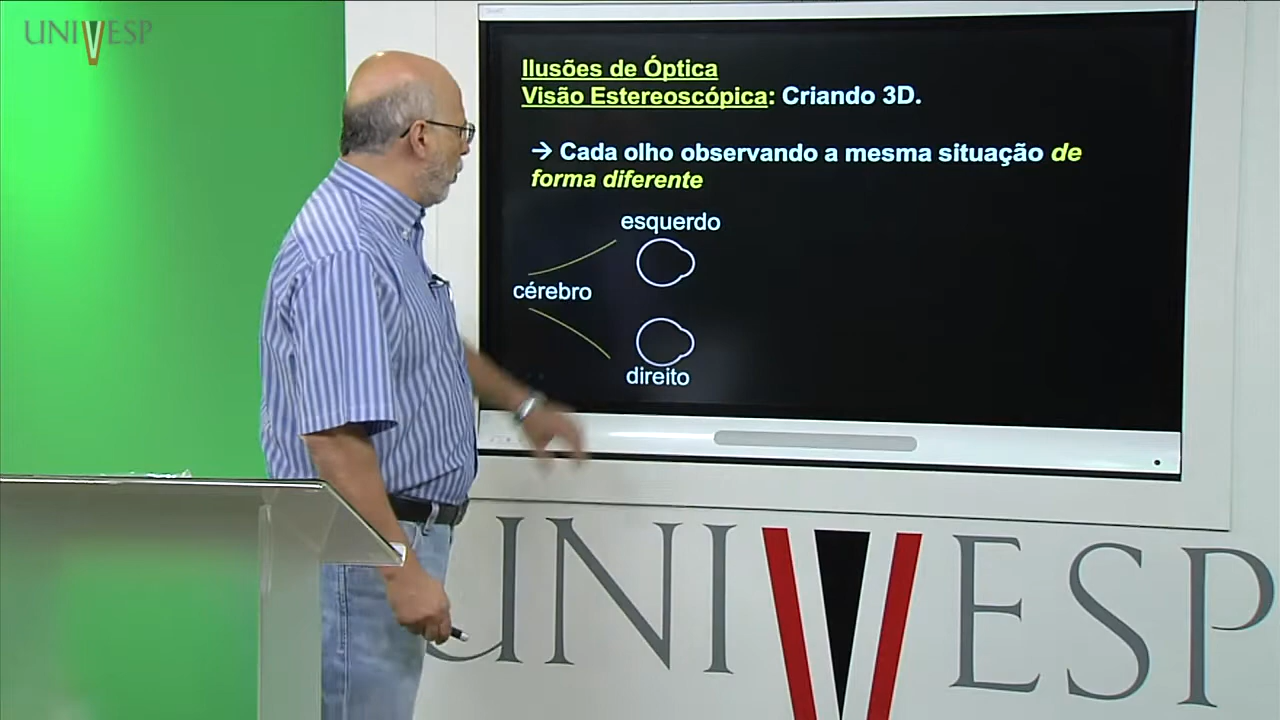 UNIVESP
Ilusões de Óptica
Visão Estereoscópica: Criando 3D.
→ Cada olho observando a mesma situação de
forma diferente
esquerdo
cérebro
direito
UNIVESP